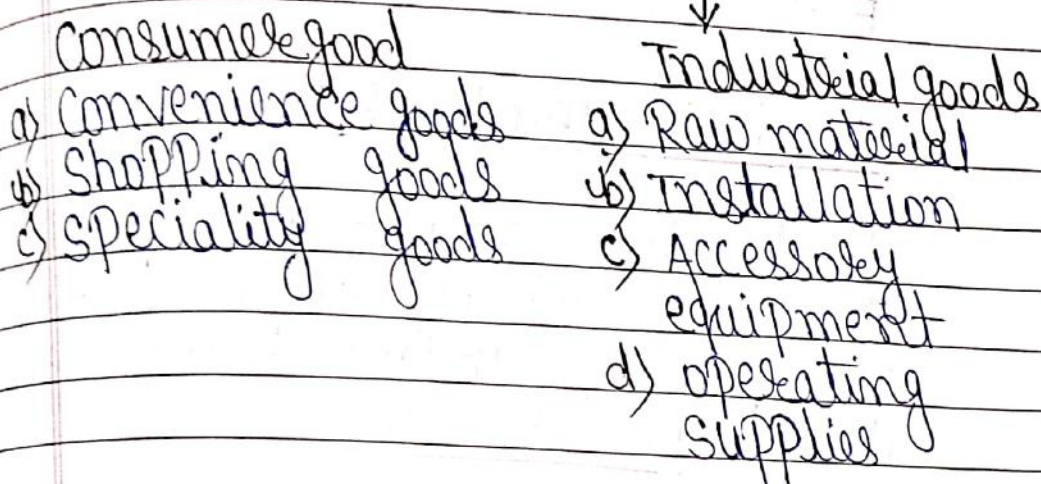 Consumer good
a) Convenience goods
b) Shopping goods
c) Speciality goods
↓
Industrial goods
a) Raw material
b) Installation
c) Accessory
equipment
d) operating
supplies